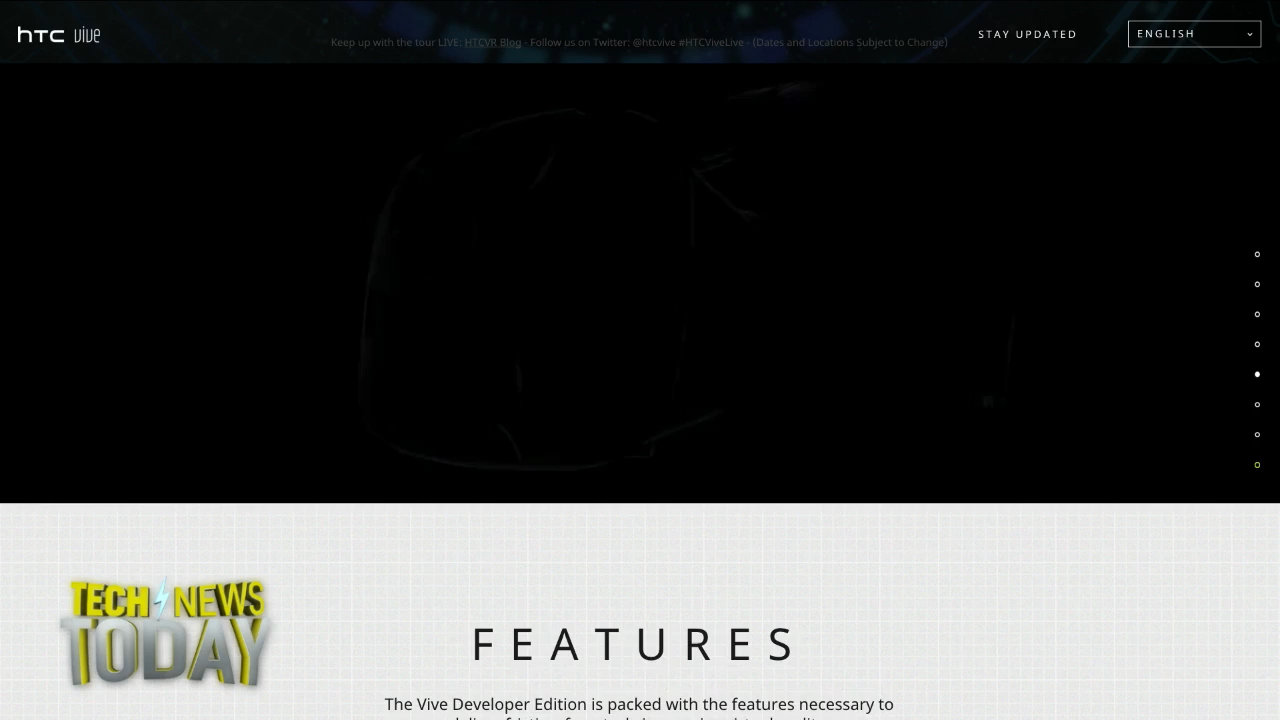 hTC vive
Keep up with the tour LIVE: HTCVR Blog - Follow us on Twitter: @htcvive #HTCViveLive - (Dates and Locations Subject to Change)
STAY UPDATED
ENGLISH
TECH NEWS
TODAY
FEATURES
The Vive Developer Edition is packed with the features necessary to